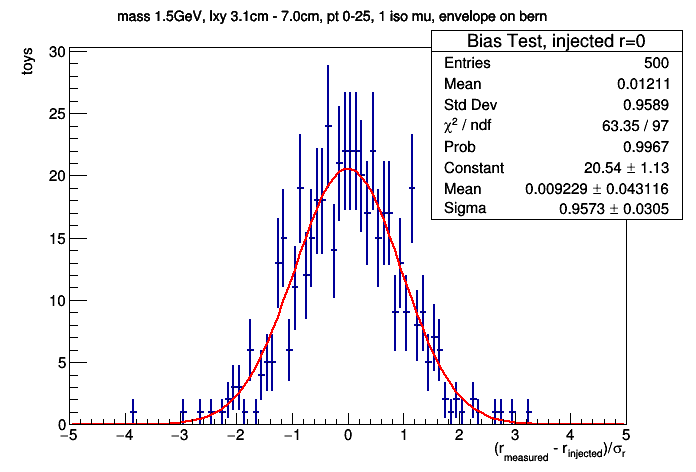 mass 1.5GeV, lxy 3.1cm - 7.0cm, pt 0-25, 1 iso mu, envelope on bern
Bias Test, injected r=0
Entries 500
Mean 0.01211
Std Dev 0.9589
χ² / ndf 63.35 / 97
Prob 0.9967
Constant 20.54 ± 1.13
Mean 0.009229 ± 0.043116
Sigma 0.9573 ± 0.0305
toys
30
25
20
15
10
5
0
−5 −4 −3 −2 −1 0 1 2 3 4 5
(r_measured - r_injected)/σ_r